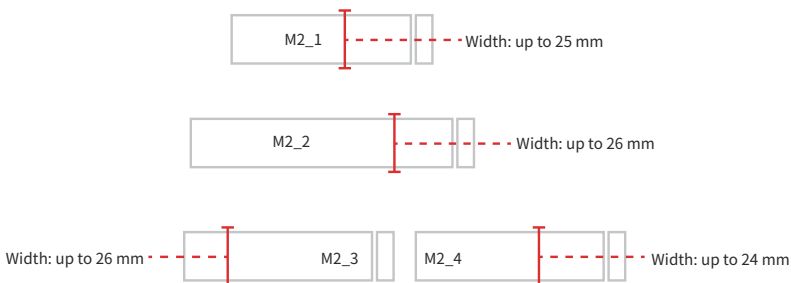 M2_1
Width: up to 25 mm
M2_2
Width: up to 26 mm
Width: up to 26 mm
M2_3
M2_4
Width: up to 24 mm